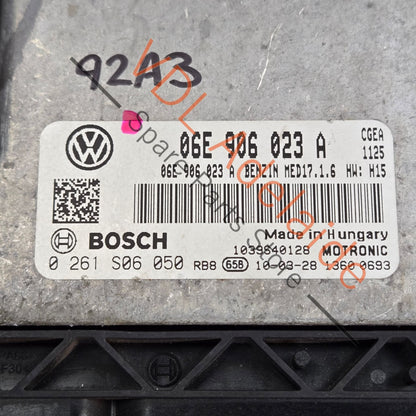 92A3
VDL Adelaide
Spare Parts Store
06E 906 023 A CGEA
1125
06E 906 023 A BENZIN MED17.1.6 HW: H15
Made in Hungary
BOSCH 1039S40128 MOTRONIC
0 261 S06 050 RB8 658 10-03-28 1360 0693